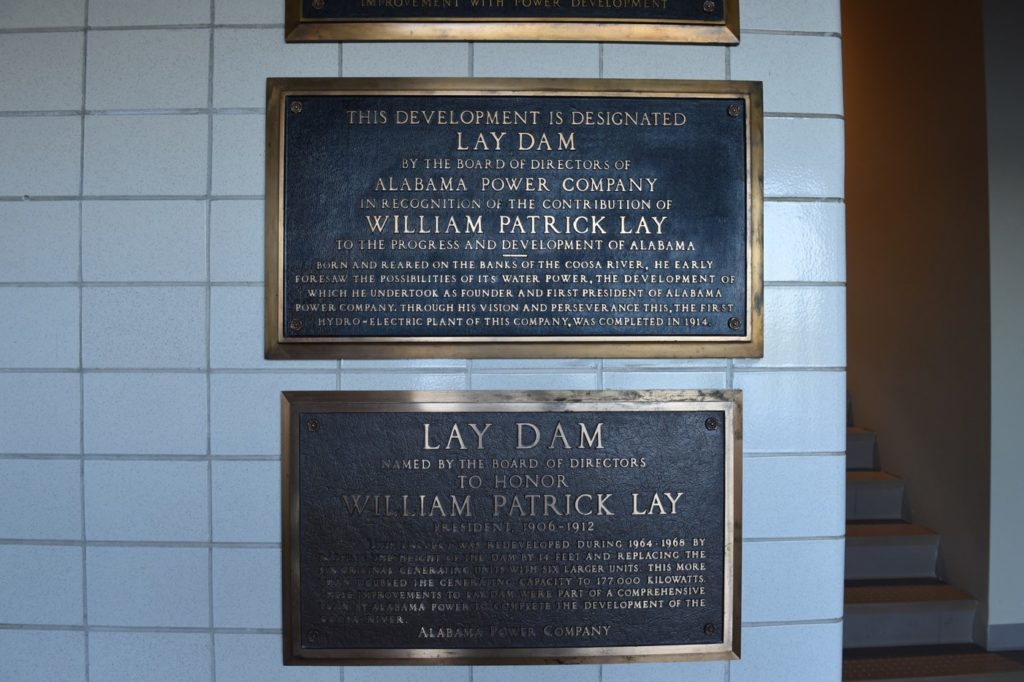 IMPROVEMENT WITH POWER DEVELOPMENT
THIS DEVELOPMENT IS DESIGNATED
LAY DAM
BY THE BOARD OF DIRECTORS OF
ALABAMA POWER COMPANY
IN RECOGNITION OF THE CONTRIBUTION OF
WILLIAM PATRICK LAY
TO THE PROGRESS AND DEVELOPMENT OF ALABAMA
BORN AND REARED ON THE BANKS OF THE COOSA RIVER, HE EARLY
FORESAW THE POSSIBILITIES OF ITS WATER POWER, THE DEVELOPMENT OF
WHICH HE UNDERTOOK AS FOUNDER AND FIRST PRESIDENT OF ALABAMA
POWER COMPANY. THROUGH HIS VISION AND PERSEVERANCE THIS, THE FIRST
HYDRO-ELECTRIC PLANT OF THIS COMPANY, WAS COMPLETED IN 1914.
LAY DAM
NAMED BY THE BOARD OF DIRECTORS
TO HONOR
WILLIAM PATRICK LAY
PRESIDENT, 1906-1912
WAS REDEVELOPED DURING 1964-1968 BY
HEIGHT OF THE DAM BY 14 FEET AND REPLACING THE
SIX ORIGINAL GENERATING UNITS WITH SIX LARGER UNITS. THIS MORE
THAN DOUBLED THE GENERATING CAPACITY TO 177,000 KILOWATTS.
IMPROVEMENTS TO LAY DAM WERE PART OF A COMPREHENSIVE
BY ALABAMA POWER TO COMPLETE THE DEVELOPMENT OF THE
COOSA RIVER.
ALABAMA POWER COMPANY